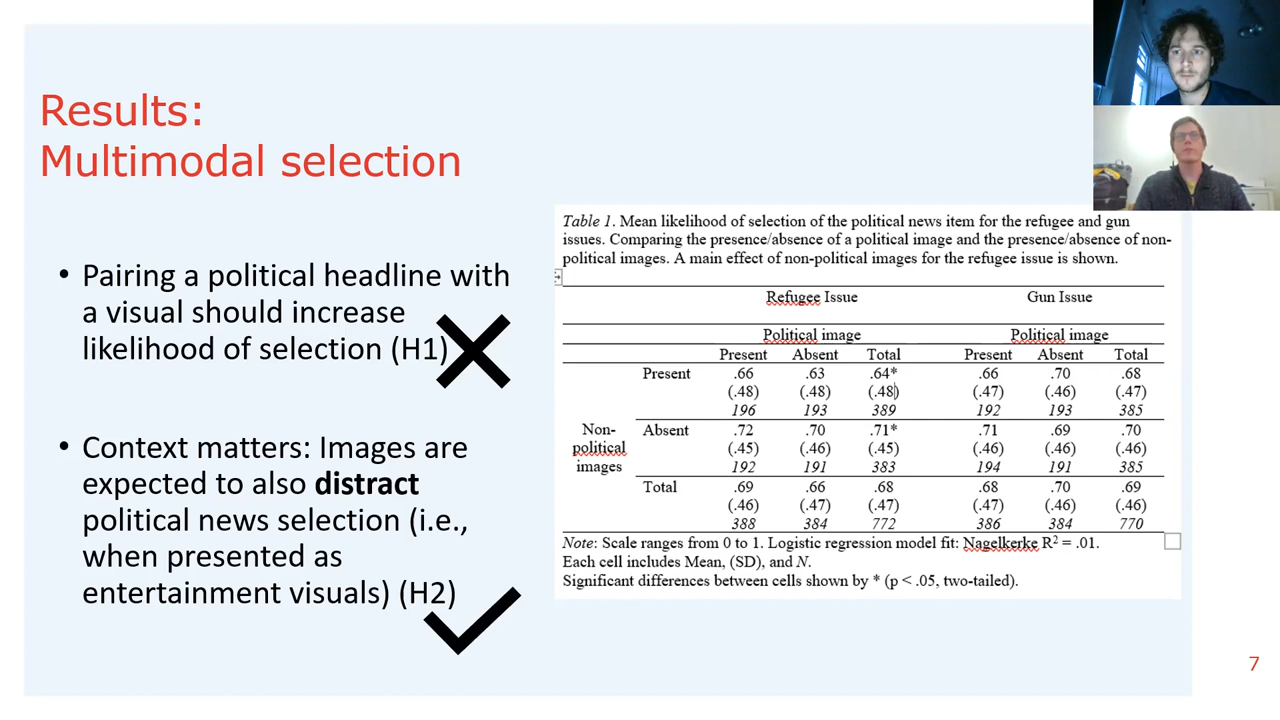 Results:
Multimodal selection
• Pairing a political headline with
a visual should increase
likelihood of selection (H1)
• Context matters: Images are
expected to also distract
political news selection (i.e.,
when presented as
entertainment visuals) (H2)
Table 1. Mean likelihood of selection of the political news item for the refugee and gun
issues. Comparing the presence/absence of a political image and the presence/absence of non-
political images. A main effect of non-political images for the refugee issue is shown.
Refugee Issue Gun Issue
Political image Political image
Present Absent Total Present Absent Total
Present .66 .63 .64* .66 .70 .68
(.48) (.48) (.48) (.47) (.46) (.47)
196 193 389 192 193 385
Non- Absent .72 .70 .71* .71 .69 .70
political (.45) (.46) (.45) (.46) (.46) (.46)
images 192 191 383 194 191 385
Total .69 .66 .68 .68 .70 .69
(.46) (.47) (.47) (.47) (.46) (.46)
388 384 772 386 384 770
Note: Scale ranges from 0 to 1. Logistic regression model fit: Nagelkerke R² = .01.
Each cell includes Mean, (SD), and N.
Significant differences between cells shown by * (p < .05, two-tailed).
7